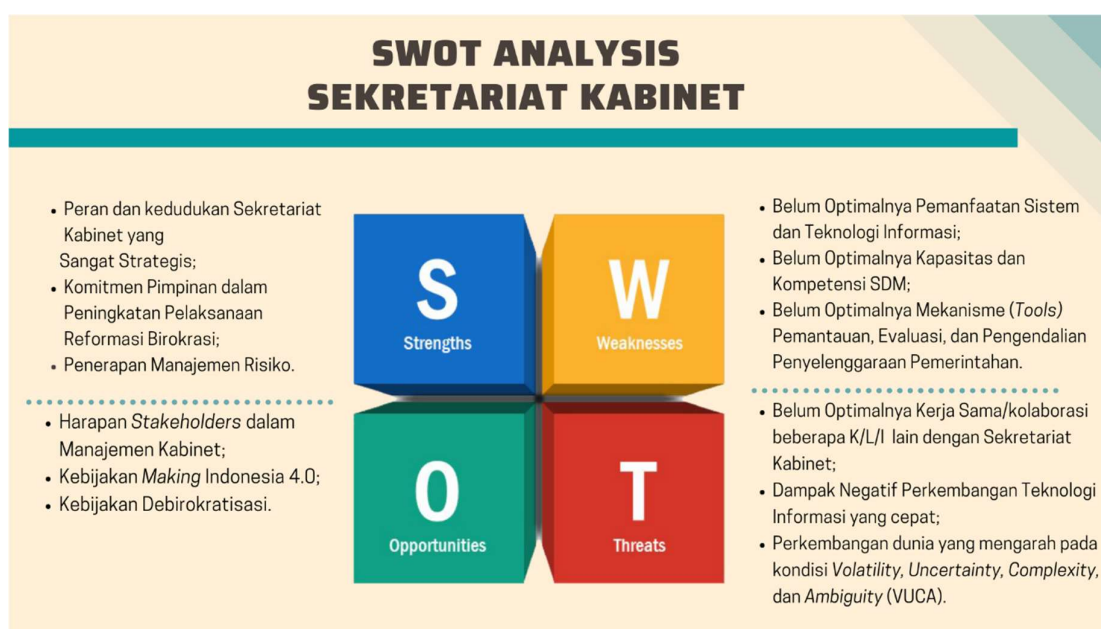 SWOT ANALYSIS
SEKRETARIAT KABINET
• Peran dan kedudukan Sekretariat
Kabinet yang
Sangat Strategis;
• Komitmen Pimpinan dalam
Peningkatan Pelaksanaan
Reformasi Birokrasi;
• Penerapan Manajemen Risiko.
• Harapan Stakeholders dalam
Manajemen Kabinet;
• Kebijakan Making Indonesia 4.0;
• Kebijakan Debirokratisasi.
S
Strengths
W
Weaknesses
O
Opportunities
T
Threats
• Belum Optimalnya Pemanfaatan Sistem
dan Teknologi Informasi;
• Belum Optimalnya Kapasitas dan
Kompetensi SDM;
• Belum Optimalnya Mekanisme (Tools)
Pemantauan, Evaluasi, dan Pengendalian
Penyelenggaraan Pemerintahan.
• Belum Optimalnya Kerja Sama/kolaborasi
beberapa K/L/I lain dengan Sekretariat
Kabinet;
• Dampak Negatif Perkembangan Teknologi
Informasi yang cepat;
• Perkembangan dunia yang mengarah pada
kondisi Volatility, Uncertainty, Complexity,
dan Ambiguity (VUCA).